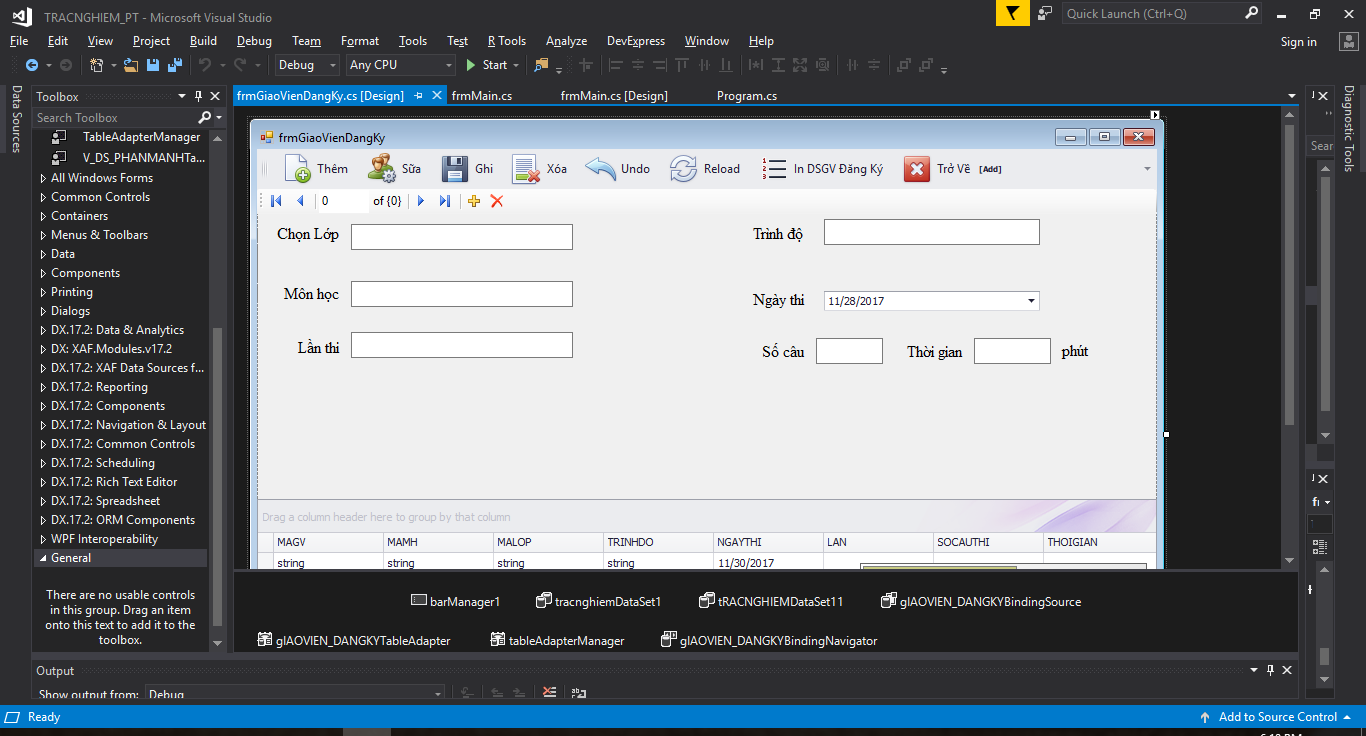 TRACNGHIEM_PT - Microsoft Visual Studio
Quick Launch (Ctrl+Q)
File Edit View Project Build Debug Team Format Tools Test R Tools Analyze DevExpress Window Help
Sign in
Debug Any CPU Start
Data Sources
Toolbox
Search Toolbox
TableAdapterManager
V_DS_PHANMANHTa...
All Windows Forms
Common Controls
Containers
Menus & Toolbars
Data
Components
Printing
Dialogs
DX.17.2: Data & Analytics
DX: XAF.Modules.v17.2
DX.17.2: XAF Data Sources f...
DX.17.2: Reporting
DX.17.2: Components
DX.17.2: Navigation & Layout
DX.17.2: Common Controls
DX.17.2: Scheduling
DX.17.2: Rich Text Editor
DX.17.2: Spreadsheet
DX.17.2: ORM Components
WPF Interoperability
General
There are no usable controls
in this group. Drag an item
onto this text to add it to the
toolbox.
frmGiaoVienDangKy.cs [Design] frmMain.cs frmMain.cs [Design] Program.cs
frmGiaoVienDangKy
Thêm Sữa Ghi Xóa Undo Reload In DSGV Đăng Ký Trở Về [Add]
0 of {0}
Chọn Lớp Trình độ
Môn học Ngày thi 11/28/2017
Lần thi Số câu Thời gian phút
Drag a column header here to group by that column
MAGV MAMH MALOP TRINHDO NGAYTHI LAN SOCAUTHI THOIGIAN
string string string string 11/30/2017
barManager1 tracnghiemDataSet1 tRACNGHIEMDataSet11 gIAOVIEN_DANGKYBindingSource
gIAOVIEN_DANGKYTableAdapter tableAdapterManager gIAOVIEN_DANGKYBindingNavigator
Diagnostic Tools
Sear
Output
Show output from: Debug
Ready
Add to Source Control